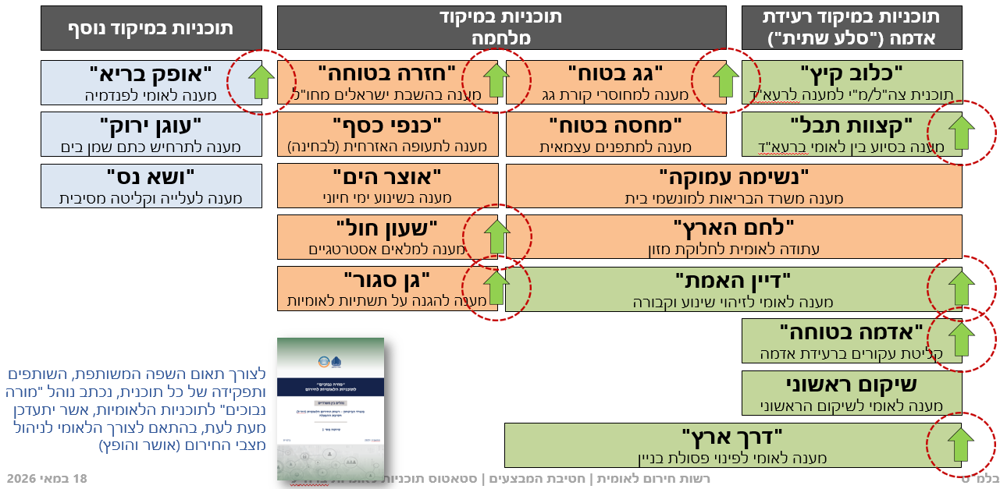 תוכניות במיקוד רעידת
אדמה ("סלע שתית")
"כלוב קיץ"
תוכנית צה"ל/מ"י למענה לרעא"ד
"קצוות תבל"
מענה בסיוע בין לאומי ברעא"ד
תוכניות במיקוד
מלחמה
"גג בטוח"
מענה למחוסרי קורת גג
"חזרה בטוחה"
מענה בהשבת ישראלים מחו"ל
"מחסה בטוח"
מענה למתפנים עצמאית
"כנפי כסף"
מענה לתעופה האזרחית (לבחינה)
"נשימה עמוקה"
מענה משרד הבריאות למונשמי בית
"אוצר הים"
מענה בשינוע ימי חיוני
"לחם הארץ"
עתודה לאומית לחלוקת מזון
"שעון חול"
מענה למלאים אסטרטגיים
"דיין האמת"
מענה לאומי לזיהוי שינוע וקבורה
"גן סגור"
מענה להגנה על תשתיות לאומיות
"אדמה בטוחה"
קליטת עקורים ברעידת אדמה
שיקום ראשוני
מענה לאומי לשיקום הראשוני
"דרך ארץ"
מענה לאומי לפינוי פסולת בניין
תוכניות במיקוד נוסף
"אופק בריא"
מענה לאומי לפנדמיה
"עוגן ירוק"
מענה לתרחיש כתם שמן בים
"ושא נס"
מענה לעלייה וקליטה מסיבית
לצורך תאום השפה המשותפת, השותפים
ותפקידה של כל תוכנית, נכתב נוהל "מורה
נבוכים" לתוכניות הלאומיות, אשר יתעדכן
מעת לעת, בהתאם לצורך הלאומי לניהול
מצבי החירום (אושר והופץ)
"מורה נבוכים"
לתוכניות הלאומיות לחירום
רשות חירום לאומית | חטיבת המבצעים | סטאטוס תוכניות
18 במאי 2026